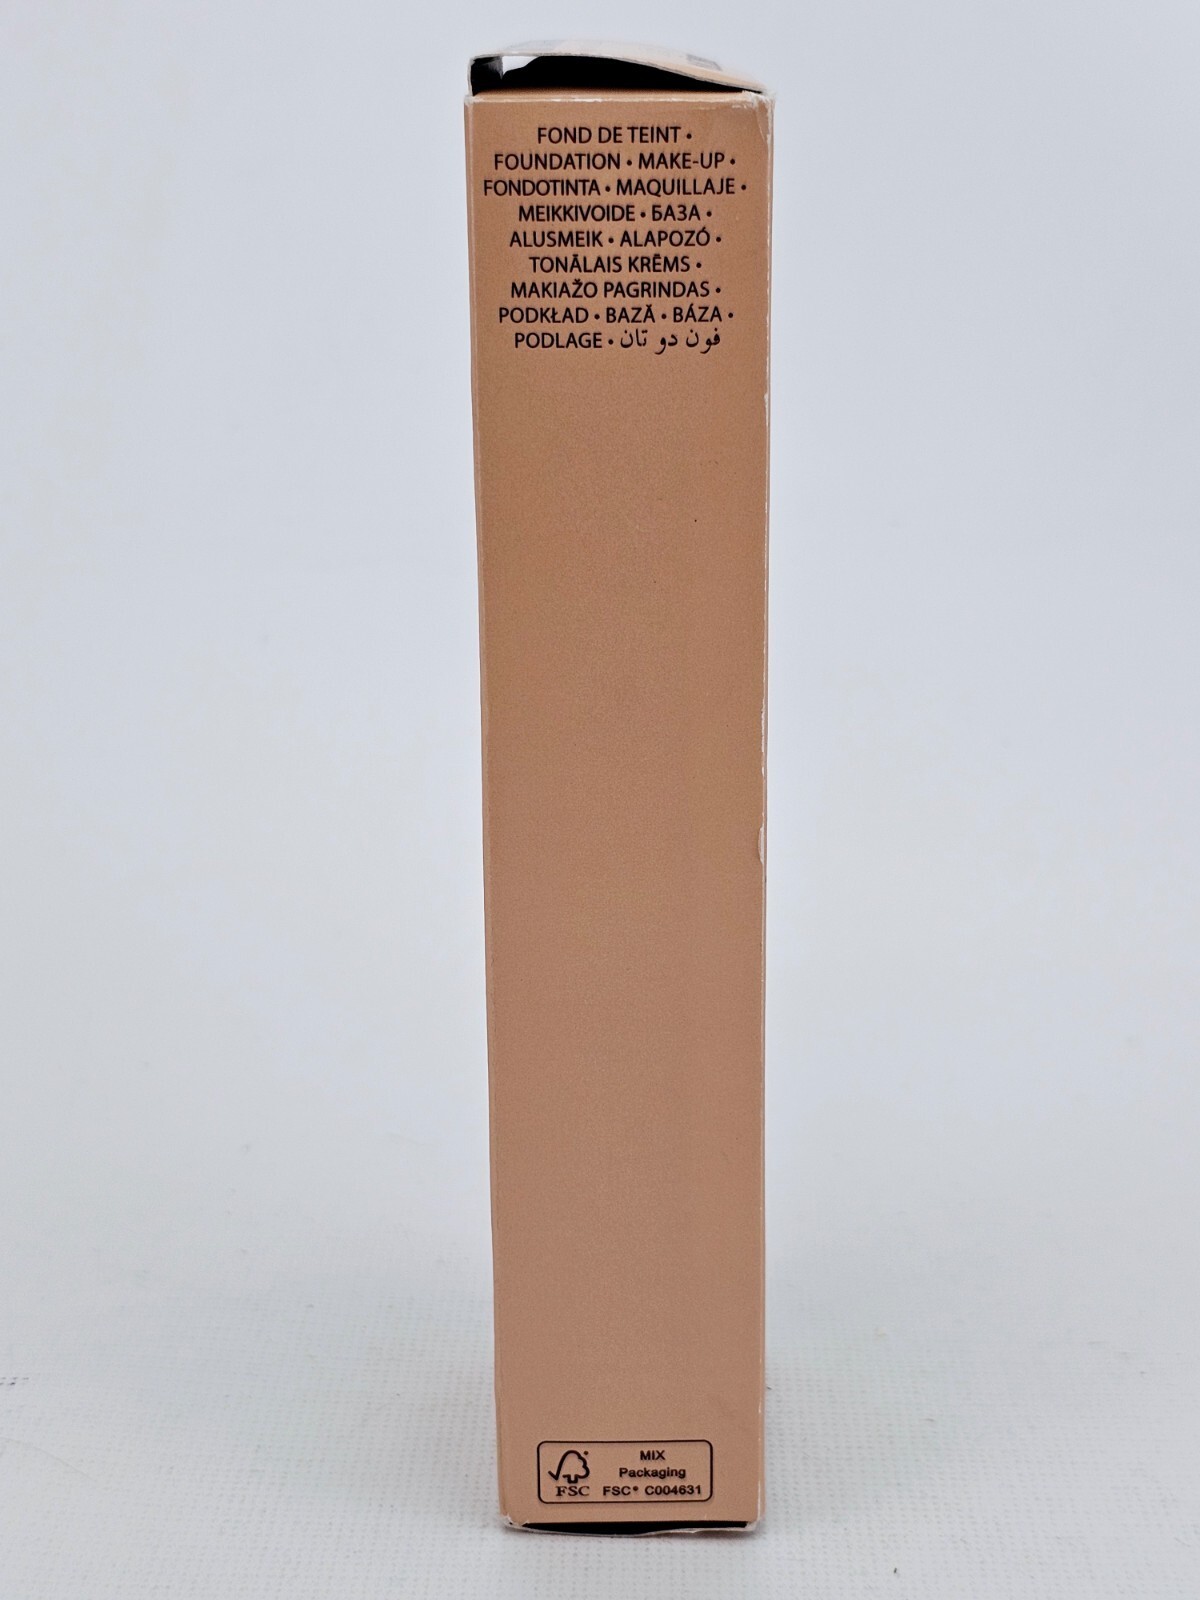 FOND DE TEINT •
FOUNDATION • MAKE-UP •
FONDOTINTA • MAQUILLAJE •
MEIKKIVOIDE • БАЗА •
ALUSMEIK • ALAPOZÓ •
TONĀLAIS KRĒMS •
MAKIAŽO PAGRINDAS •
PODKŁAD • BAZĂ • BÁZA •
PODLAGE • فون دو تان
MIX
Packaging
FSC FSC® C004631